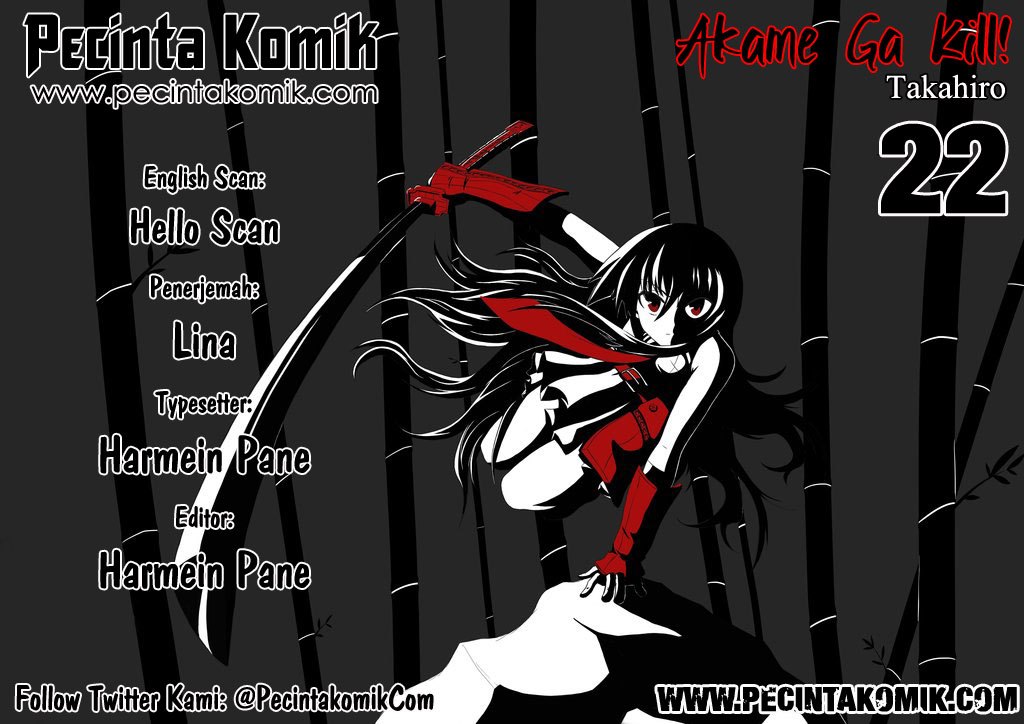 Pecinta Komik
www.pecintakomik.com
Akame Ga Kill!
Takahiro
22
English Scan:
Hello Scan
Penerjemah:
Lina
Typesetter:
Harmein Pane
Editor:
Harmein Pane
Follow Twitter Kami: @PecintakomikCom
WWW.PECINTAKOMIK.COM